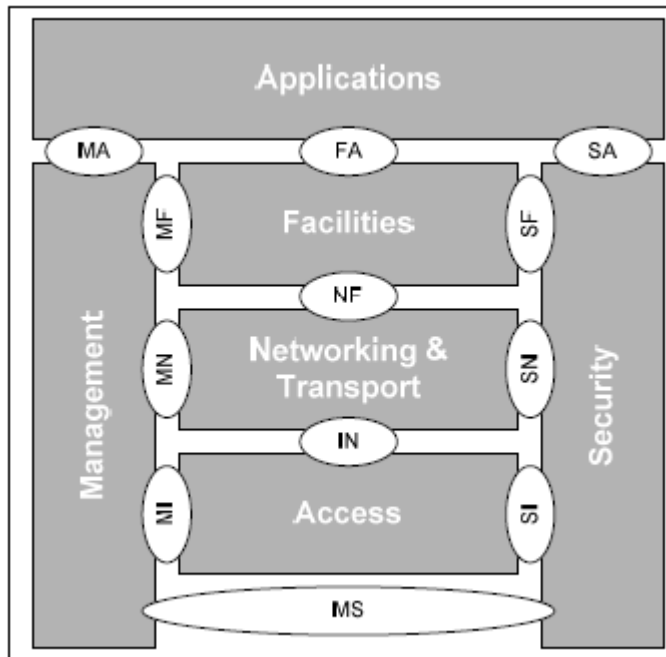 Applications
MA
FA
SA
MF
Facilities
SF
NF
Management
MN
Networking &
Transport
SN
Security
IN
MI
Access
SI
MS